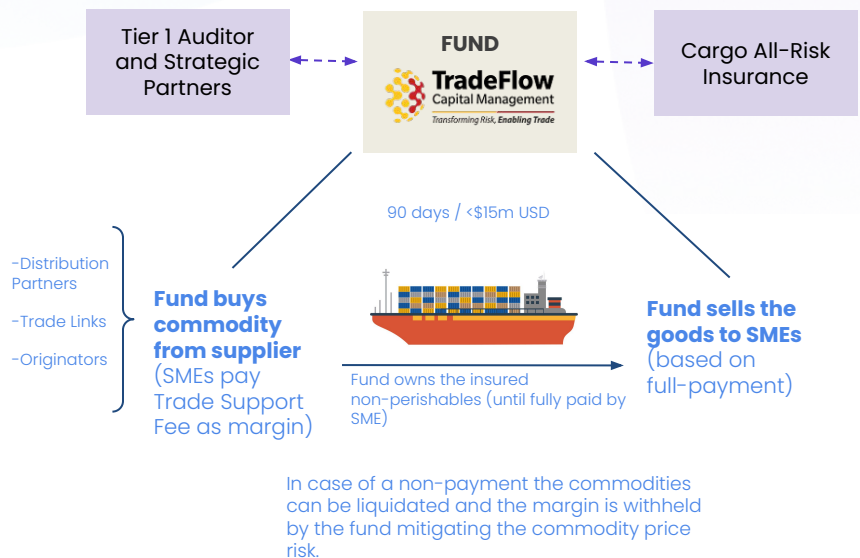 Tier 1 Auditor
and Strategic
Partners
FUND
TradeFlow
Capital Management
Transforming Risk, Enabling Trade
Cargo All-Risk
Insurance
90 days / <$15m USD
-Distribution
Partners
-Trade Links
-Originators
Fund buys
commodity
from supplier
(SMEs pay
Trade Support
Fee as margin)
Fund owns the insured
non-perishables (until fully paid by
SME)
Fund sells the
goods to SMEs
(based on
full-payment)
In case of a non-payment the commodities
can be liquidated and the margin is withheld
by the fund mitigating the commodity price
risk.